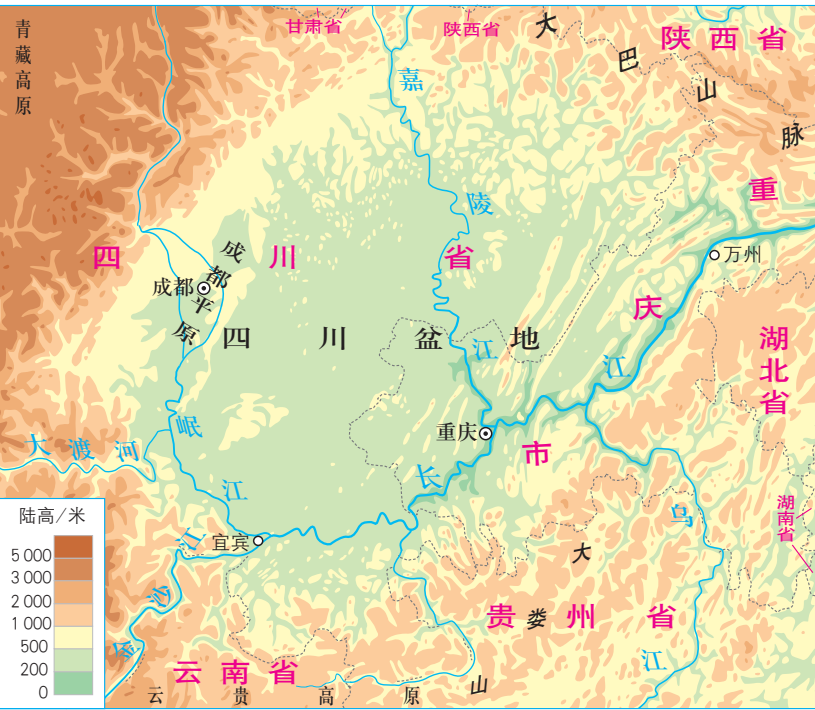 青藏高原
甘肃省
陕西省
大巴山脉
陕西省
嘉陵江
重庆市
四川省
成都平原
成都
万州
四川盆地
长江
湖北省
岷江
大渡河
重庆
湖南省
乌江
宜宾
金沙江
大娄山
贵州省
云南省
云贵高原
陆高/米
5 000
3 000
2 000
1 000
500
200
0